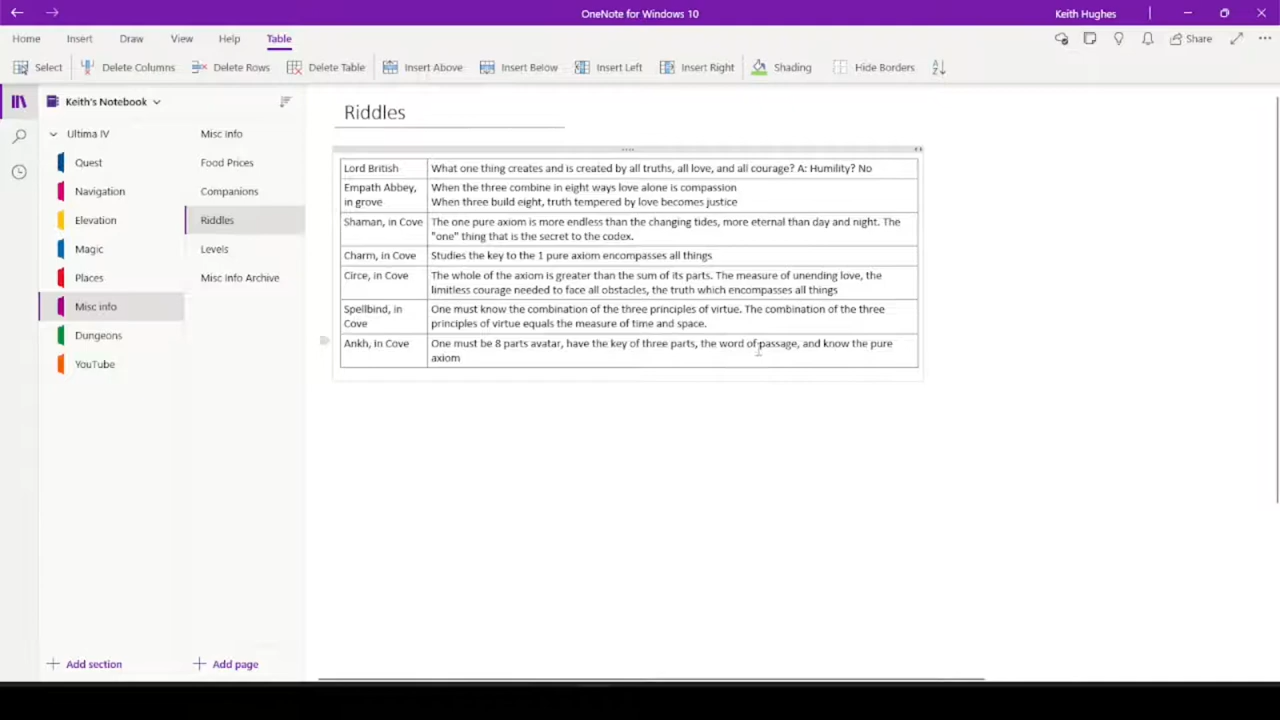 OneNote for Windows 10
Keith Hughes
Home Insert Draw View Help Table
Share
Select Delete Columns Delete Rows Delete Table Insert Above Insert Below Insert Left Insert Right Shading Hide Borders
Keith's Notebook
Ultima IV
Quest
Navigation
Elevation
Magic
Places
Misc info
Dungeons
YouTube
Add section
Misc Info
Food Prices
Companions
Riddles
Levels
Misc Info Archive
Add page
Riddles
Lord British
What one thing creates and is created by all truths, all love, and all courage? A: Humility? No
Empath Abbey,
in grove
When the three combine in eight ways love alone is compassion
When three build eight, truth tempered by love becomes justice
Shaman, in Cove
The one pure axiom is more endless than the changing tides, more eternal than day and night. The
"one" thing that is the secret to the codex.
Charm, in Cove
Studies the key to the 1 pure axiom encompasses all things
Circe, in Cove
The whole of the axiom is greater than the sum of its parts. The measure of unending love, the
limitless courage needed to face all obstacles, the truth which encompasses all things
Spellbind, in
Cove
One must know the combination of the three principles of virtue. The combination of the three
principles of virtue equals the measure of time and space.
Ankh, in Cove
One must be 8 parts avatar, have the key of three parts, the word of passage, and know the pure
axiom